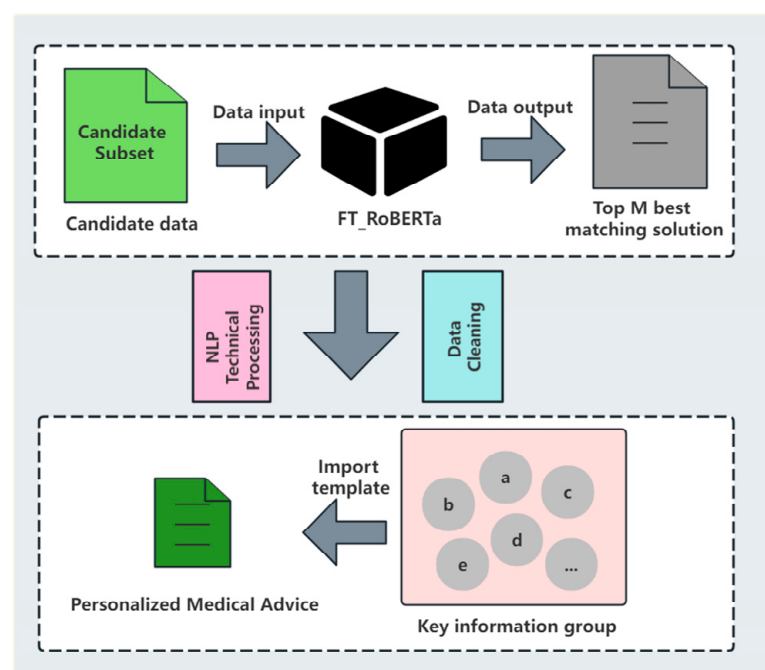 Candidate
Subset
Candidate data
Data input
FT_RoBERTa
Data output
Top M best
matching solution
NLP
Technical
Processing
Data
Cleaning
Personalized Medical Advice
Import
template
a
b
c
d
e
...
Key information group